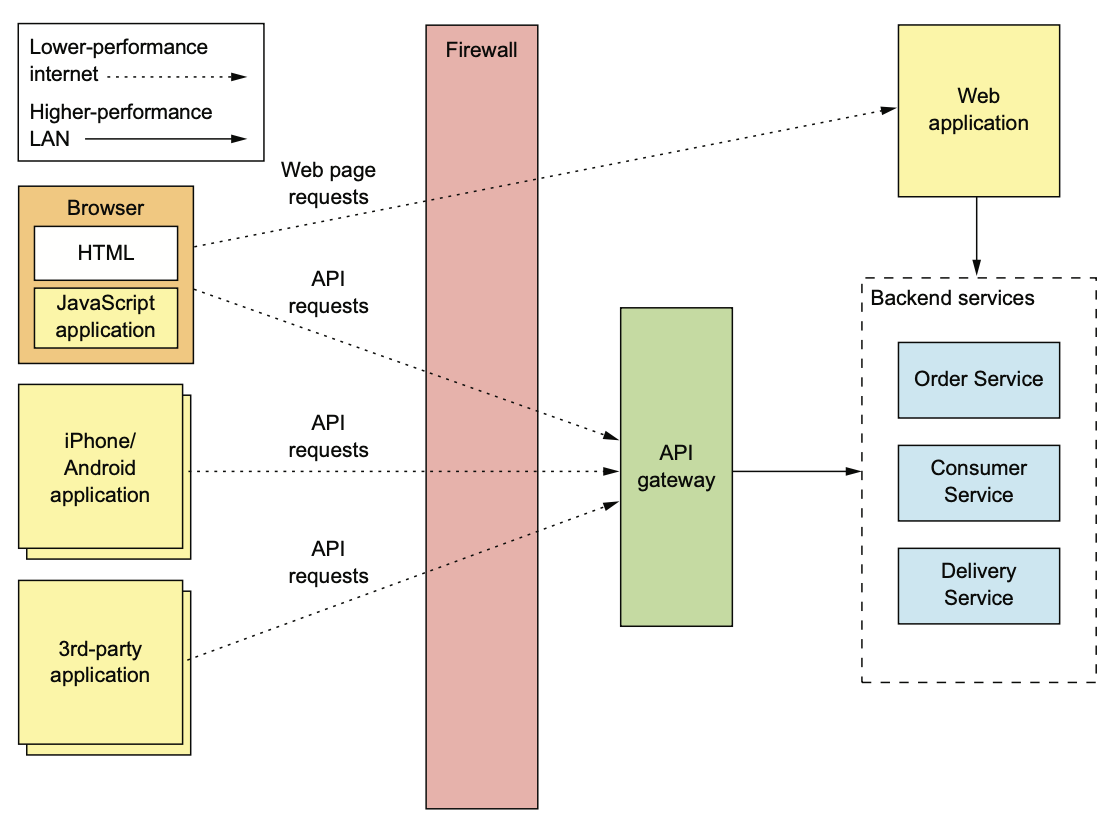 Lower-performance
internet
Higher-performance
LAN
Firewall
Web
application
Web page
requests
Browser
HTML
JavaScript
application
API
requests
Backend services
Order Service
iPhone/
Android
application
API
requests
API
gateway
Consumer
Service
API
requests
Delivery
Service
3rd-party
application